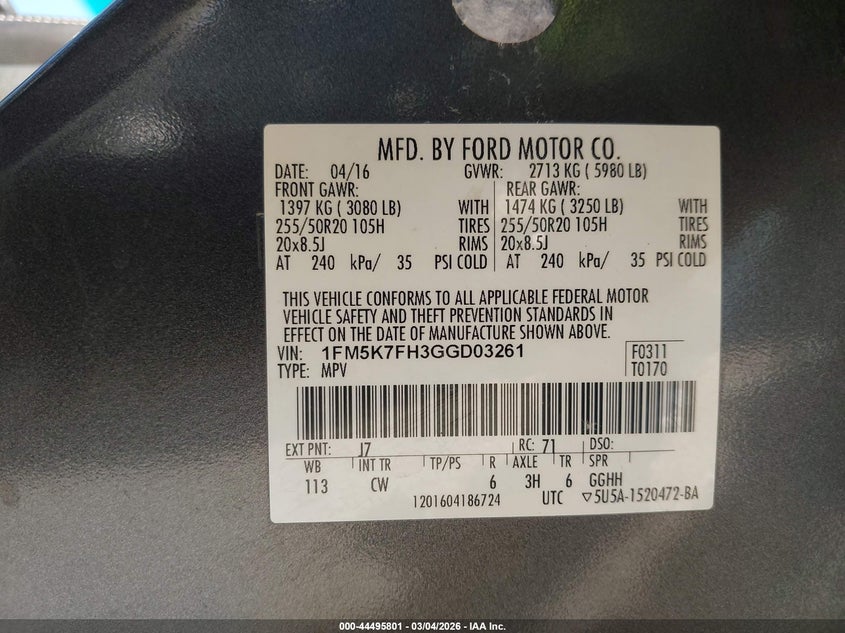 MFD. BY FORD MOTOR CO.
DATE: 04/16 GVWR: 2713 KG ( 5980 LB)
FRONT GAWR: REAR GAWR:
1397 KG ( 3080 LB) WITH 1474 KG ( 3250 LB) WITH
255/50R20 105H TIRES 255/50R20 105H TIRES
20x8.5J RIMS 20x8.5J RIMS
AT 240 kPa/ 35 PSI COLD AT 240 kPa/ 35 PSI COLD
THIS VEHICLE CONFORMS TO ALL APPLICABLE FEDERAL MOTOR
VEHICLE SAFETY AND THEFT PREVENTION STANDARDS IN
EFFECT ON THE DATE OF MANUFACTURE SHOWN ABOVE.
VIN: 1FM5K7FH3GGD03261 F0311
TYPE: MPV T0170
EXT PNT: J7 RC: 71 DSO:
WB INT TR TP/PS R AXLE TR SPR
113 CW 6 3H 6 GGHH
1201604186724 UTC ▽5U5A-1520472-BA
000-44495801 - 03/04/2026 - IAA Inc.